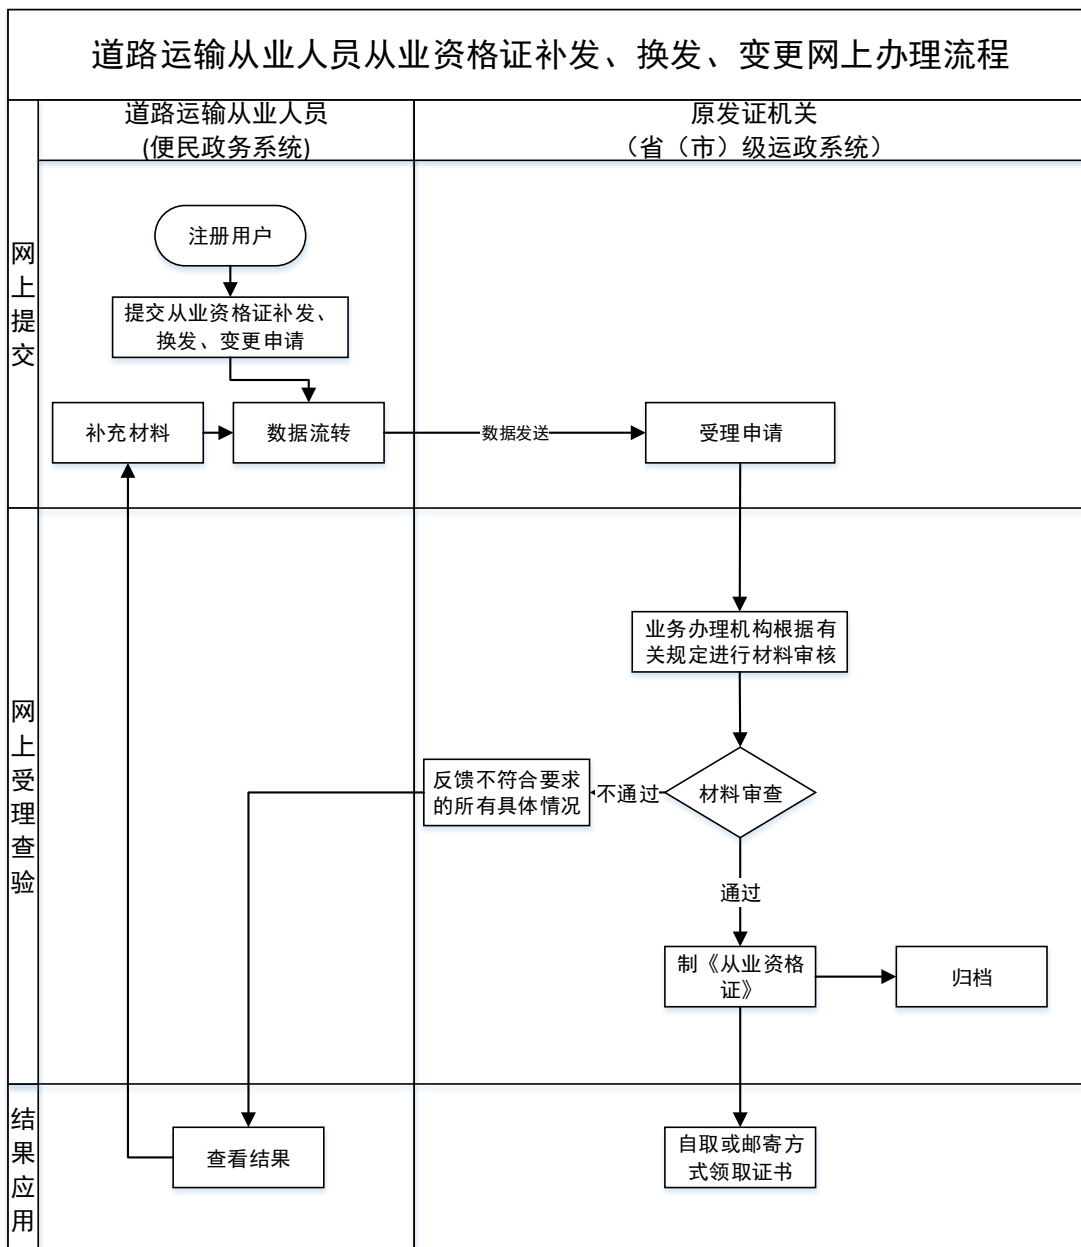 道路运输从业人员从业资格证补发、换发、变更网上办理流程
道路运输从业人员
(便民政务系统)
原发证机关
（省（市）级运政系统）
网上提交
注册用户
提交从业资格证补发、
换发、变更申请
补充材料
数据流转
数据发送
受理申请
网上受理查验
业务办理机构根据有
关规定进行材料审核
反馈不符合要求
的所有具体情况
不通过
材料审查
通过
制《从业资格
证》
归档
结果应用
查看结果
自取或邮寄方
式领取证书